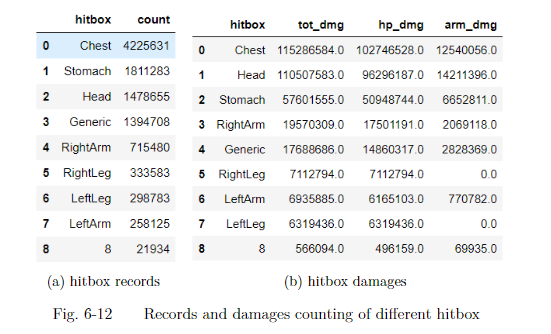 hitbox count
0 Chest 4225631
1 Stomach 1811283
2 Head 1478655
3 Generic 1394708
4 RightArm 715480
5 RightLeg 333583
6 LeftLeg 298783
7 LeftArm 258125
8 8 21934
(a) hitbox records
hitbox tot_dmg hp_dmg arm_dmg
0 Chest 115286584.0 102746528.0 12540056.0
1 Head 110507583.0 96296187.0 14211396.0
2 Stomach 57601555.0 50948744.0 6652811.0
3 RightArm 19570309.0 17501191.0 2069118.0
4 Generic 17688686.0 14860317.0 2828369.0
5 RightLeg 7112794.0 7112794.0 0.0
6 LeftArm 6935885.0 6165103.0 770782.0
7 LeftLeg 6319436.0 6319436.0 0.0
8 8 566094.0 496159.0 69935.0
(b) hitbox damages
Fig. 6-12 Records and damages counting of different hitbox